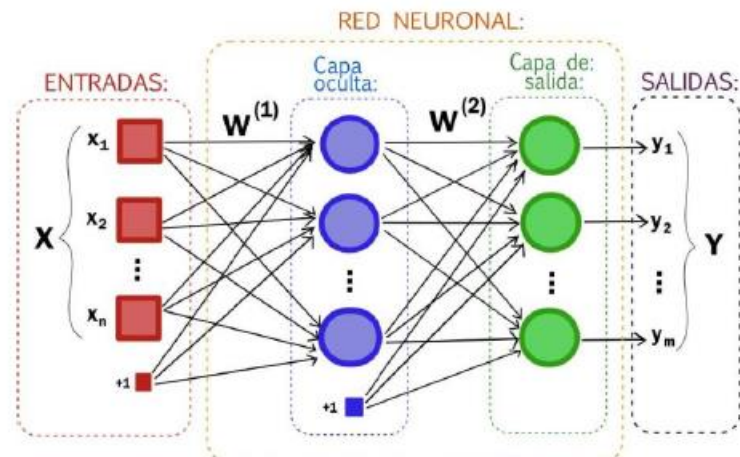 RED NEURONAL:
ENTRADAS:
Capa
oculta:
Capa de:
salida:
SALIDAS:
W(1)
W(2)
x1
x2
⋮
xn
+1
X
⋮
+1
⋮
y1
y2
⋮
ym
Y